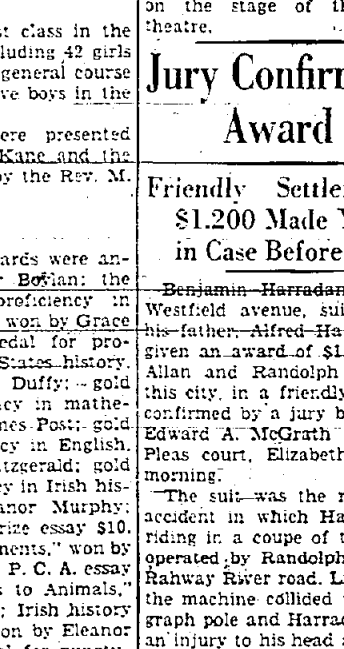 st class in the
cluding 42 girls
general course
ve boys in the
ere presented
Kane and the
by the Rev. M.
ards were an-
Boylan: the
proficiency in
won by Grace
edal for pro-
States history,
Duffy; gold
cy in mathe-
nes Post; gold
cy in English,
tzgerald; gold
y in Irish his-
anor Murphy;
rize essay $10.
ments," won by
P. C. A. essay
s to Animals,"
; Irish history
on by Eleanor
on the stage of
theatre.
Jury Confir
Award
Friendly Settle
$1.200 Made
in Case Before
Benjamin Harradan
Westfield avenue, sui
his father, Alfred Ha
given an award of $1
Allan and Randolph
this city, in a friendly
confirmed by a jury b
Edward A. McGrath
Pleas court, Elizabeth
morning.
The suit was the r
accident in which Ha
riding in a coupe of t
operated by Randolph
Rahway River road. L
the machine collided
graph pole and Harrad
an injury to his head